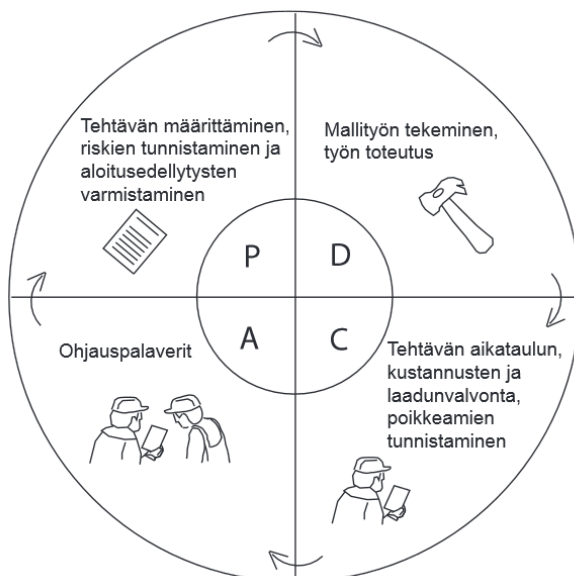 Tehtävän määrittäminen,
riskien tunnistaminen ja
aloitusedellytysten
varmistaminen
Mallityön tekeminen,
työn toteutus
P
D
A
C
Ohjauspalaverit
Tehtävän aikataulun,
kustannusten ja
laadunvalvonta,
poikkeamien
tunnistaminen